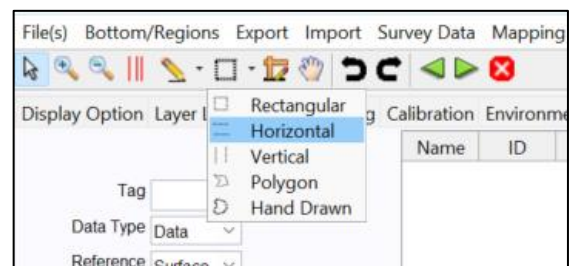 File(s) Bottom/Regions Export Import Survey Data Mapping
Display Option Layer Calibration
Rectangular
Horizontal
Vertical
Polygon
Hand Drawn
Name ID
Tag
Data Type Data
Reference Surface